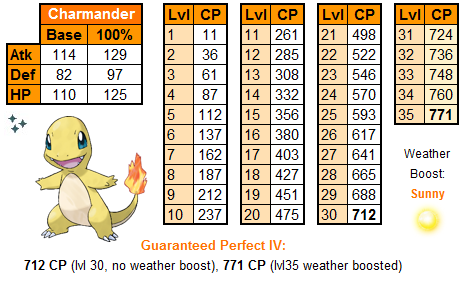 Charmander
Base 100%
Atk 114 129
Def 82 97
HP 110 125
Lvl CP Lvl CP Lvl CP Lvl CP
1 11 11 261 21 498 31 724
2 36 12 285 22 522 32 736
3 61 13 308 23 546 33 748
4 87 14 332 24 570 34 760
5 112 15 356 25 593 35 771
6 137 16 380 26 617
7 162 17 403 27 641
8 187 18 427 28 665
9 212 19 451 29 688
10 237 20 475 30 712
Weather
Boost:
Sunny
Guaranteed Perfect IV:
712 CP (lvl 30, no weather boost), 771 CP (lvl35 weather boosted)